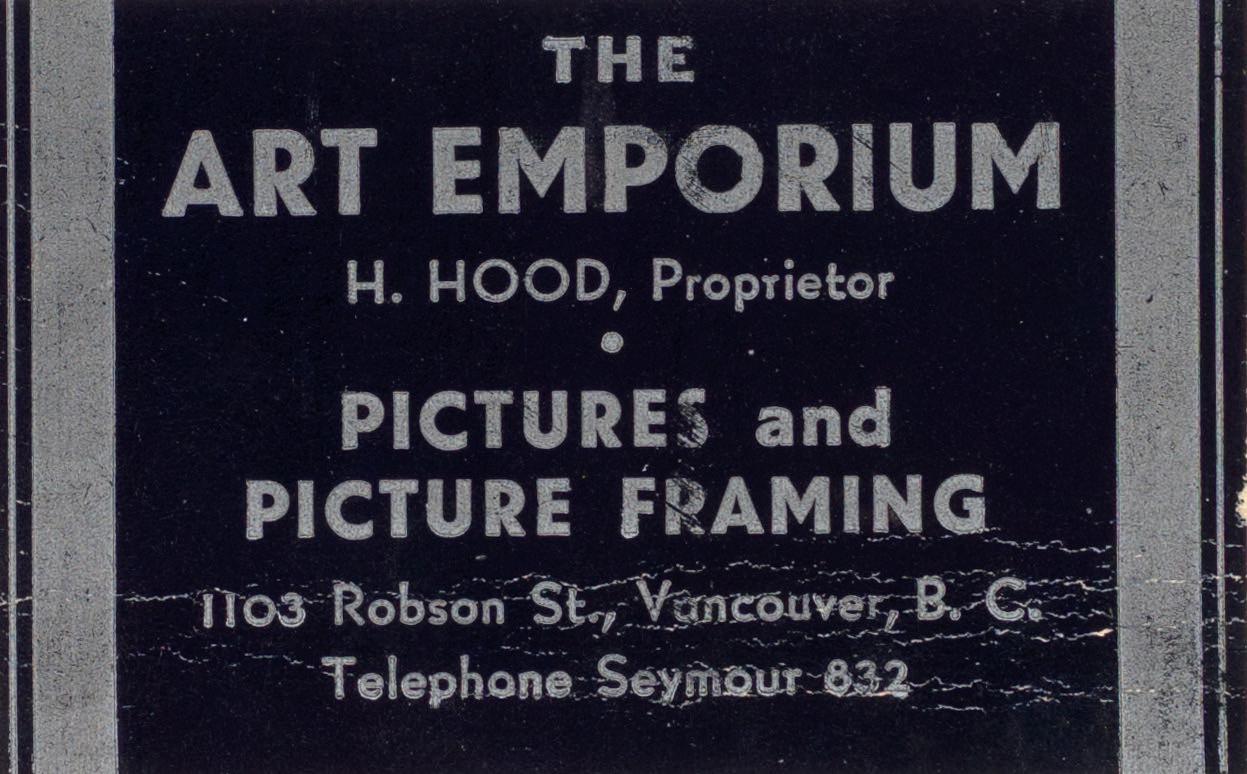 THE
ART EMPORIUM
H. HOOD, Proprietor
PICTURES and
PICTURE FRAMING
1103 Robson St., Vancouver, B. C.
Telephone Seymour 832